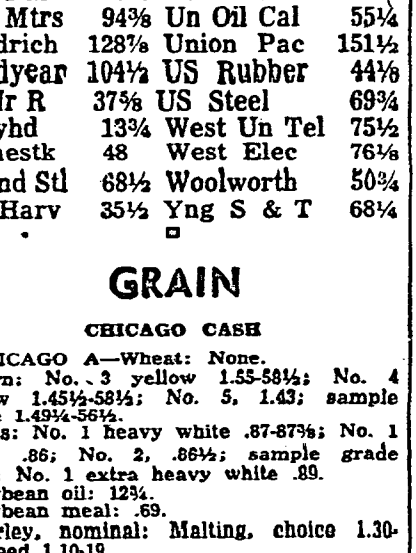 Mtrs 94⅜ Un Oil Cal 55¼
drich 128⅞ Union Pac 151½
dyear 104½ US Rubber 44⅛
r R 37⅝ US Steel 69¾
yhd 13¾ West Un Tel 75½
estk 48 West Elec 76⅛
nd Stl 68½ Woolworth 50¾
Harv 35½ Yng S & T 68¼
GRAIN
CHICAGO CASH
ICAGO A—Wheat: None.
n: No. 3 yellow 1.55-58½; No. 4
w 1.45½-58½; No. 5, 1.43; sample
e 1.49¼-56½.
s: No. 1 heavy white .87-87⅜; No. 1
.86; No. 2, .86½; sample grade
No. 1 extra heavy white .89.
bean oil: 12¾.
bean meal: .69.
rley, nominal: Malting, choice 1.30-
eed 1.10-19